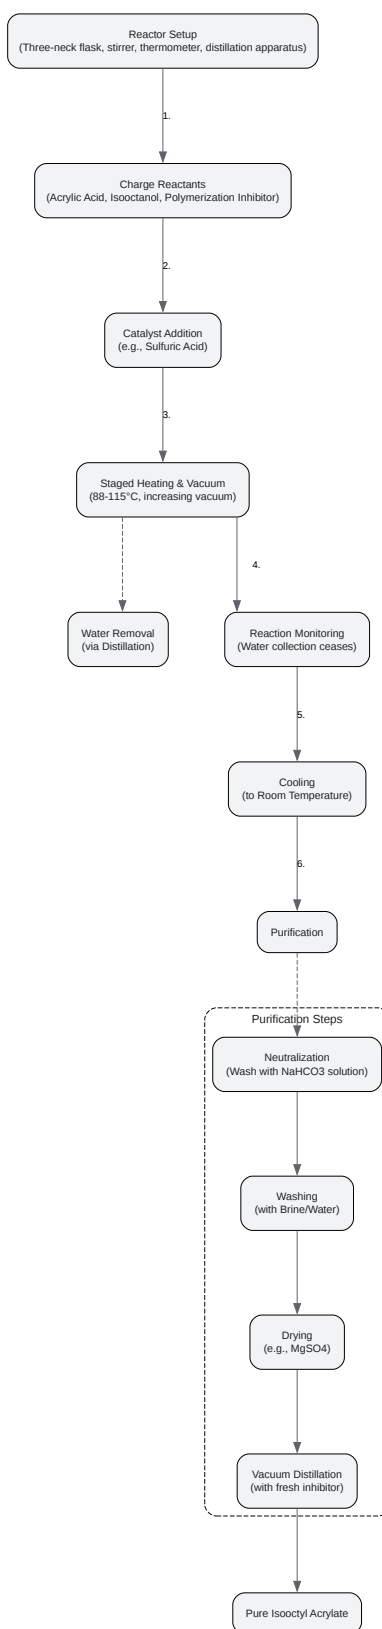 Reactor Setup
(Three-neck flask, stirrer, thermometer, distillation apparatus)
1.
Charge Reactants
(Acrylic Acid, Isooctanol, Polymerization Inhibitor)
2.
Catalyst Addition
(e.g., Sulfuric Acid)
3.
Staged Heating & Vacuum
(88-115°C, increasing vacuum)
4.
Water Removal
(via Distillation)
Reaction Monitoring
(Water collection ceases)
5.
Cooling
(to Room Temperature)
6.
Purification
Purification Steps
Neutralization
(Wash with NaHCO3 solution)
Washing
(with Brine/Water)
Drying
(e.g., MgSO4)
Vacuum Distillation
(with fresh inhibitor)
Pure Isooctyl Acrylate